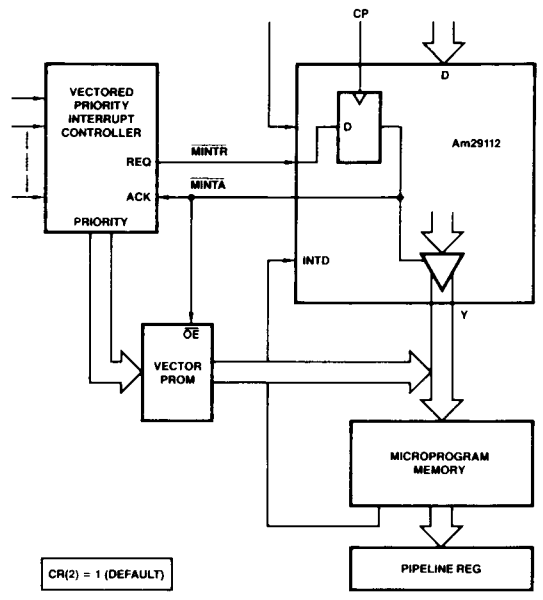 CP
D
VECTORED
PRIORITY
INTERRUPT
CONTROLLER
D
Am29112
REQ
MINTR
ACK
MINTA
PRIORITY
INTD
Y
OE
VECTOR
PROM
MICROPROGRAM
MEMORY
CR(2) = 1 (DEFAULT)
PIPELINE REG